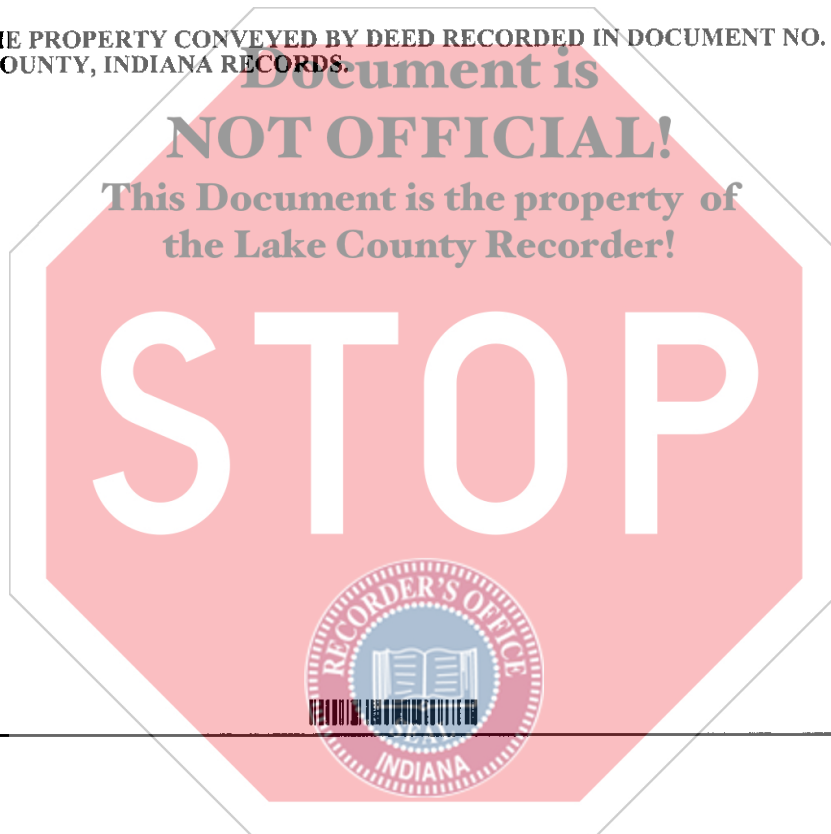 E PROPERTY CONVEYED BY DEED RECORDED IN DOCUMENT NO.
OUNTY, INDIANA RECORDS.
Document is
NOT OFFICIAL!
This Document is the property of
the Lake County Recorder!
STOP
RECORDER'S OFFICE
SEAL
INDIANA